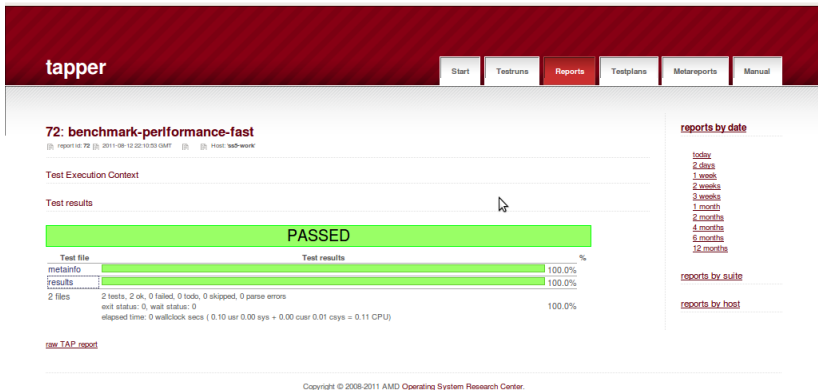 tapper
Start Testruns Reports Testplans Metareports Manual
72: benchmark-perlformance-fast
report id: 72 2011-08-12 22:10:53 GMT Host: 'ss5-work'
Test Execution Context
Test results
PASSED
Test file Test results %
metainfo 100.0%
results 100.0%
2 files 2 tests, 2 ok, 0 failed, 0 todo, 0 skipped, 0 parse errors
exit status: 0, wait status: 0 100.0%
elapsed time: 0 wallclock secs ( 0.10 usr 0.00 sys + 0.00 cusr 0.01 csys = 0.11 CPU)
raw TAP report
reports by date
today
2 days
1 week
2 weeks
3 weeks
1 month
2 months
4 months
6 months
12 months
reports by suite
reports by host
Copyright © 2008-2011 AMD Operating System Research Center.